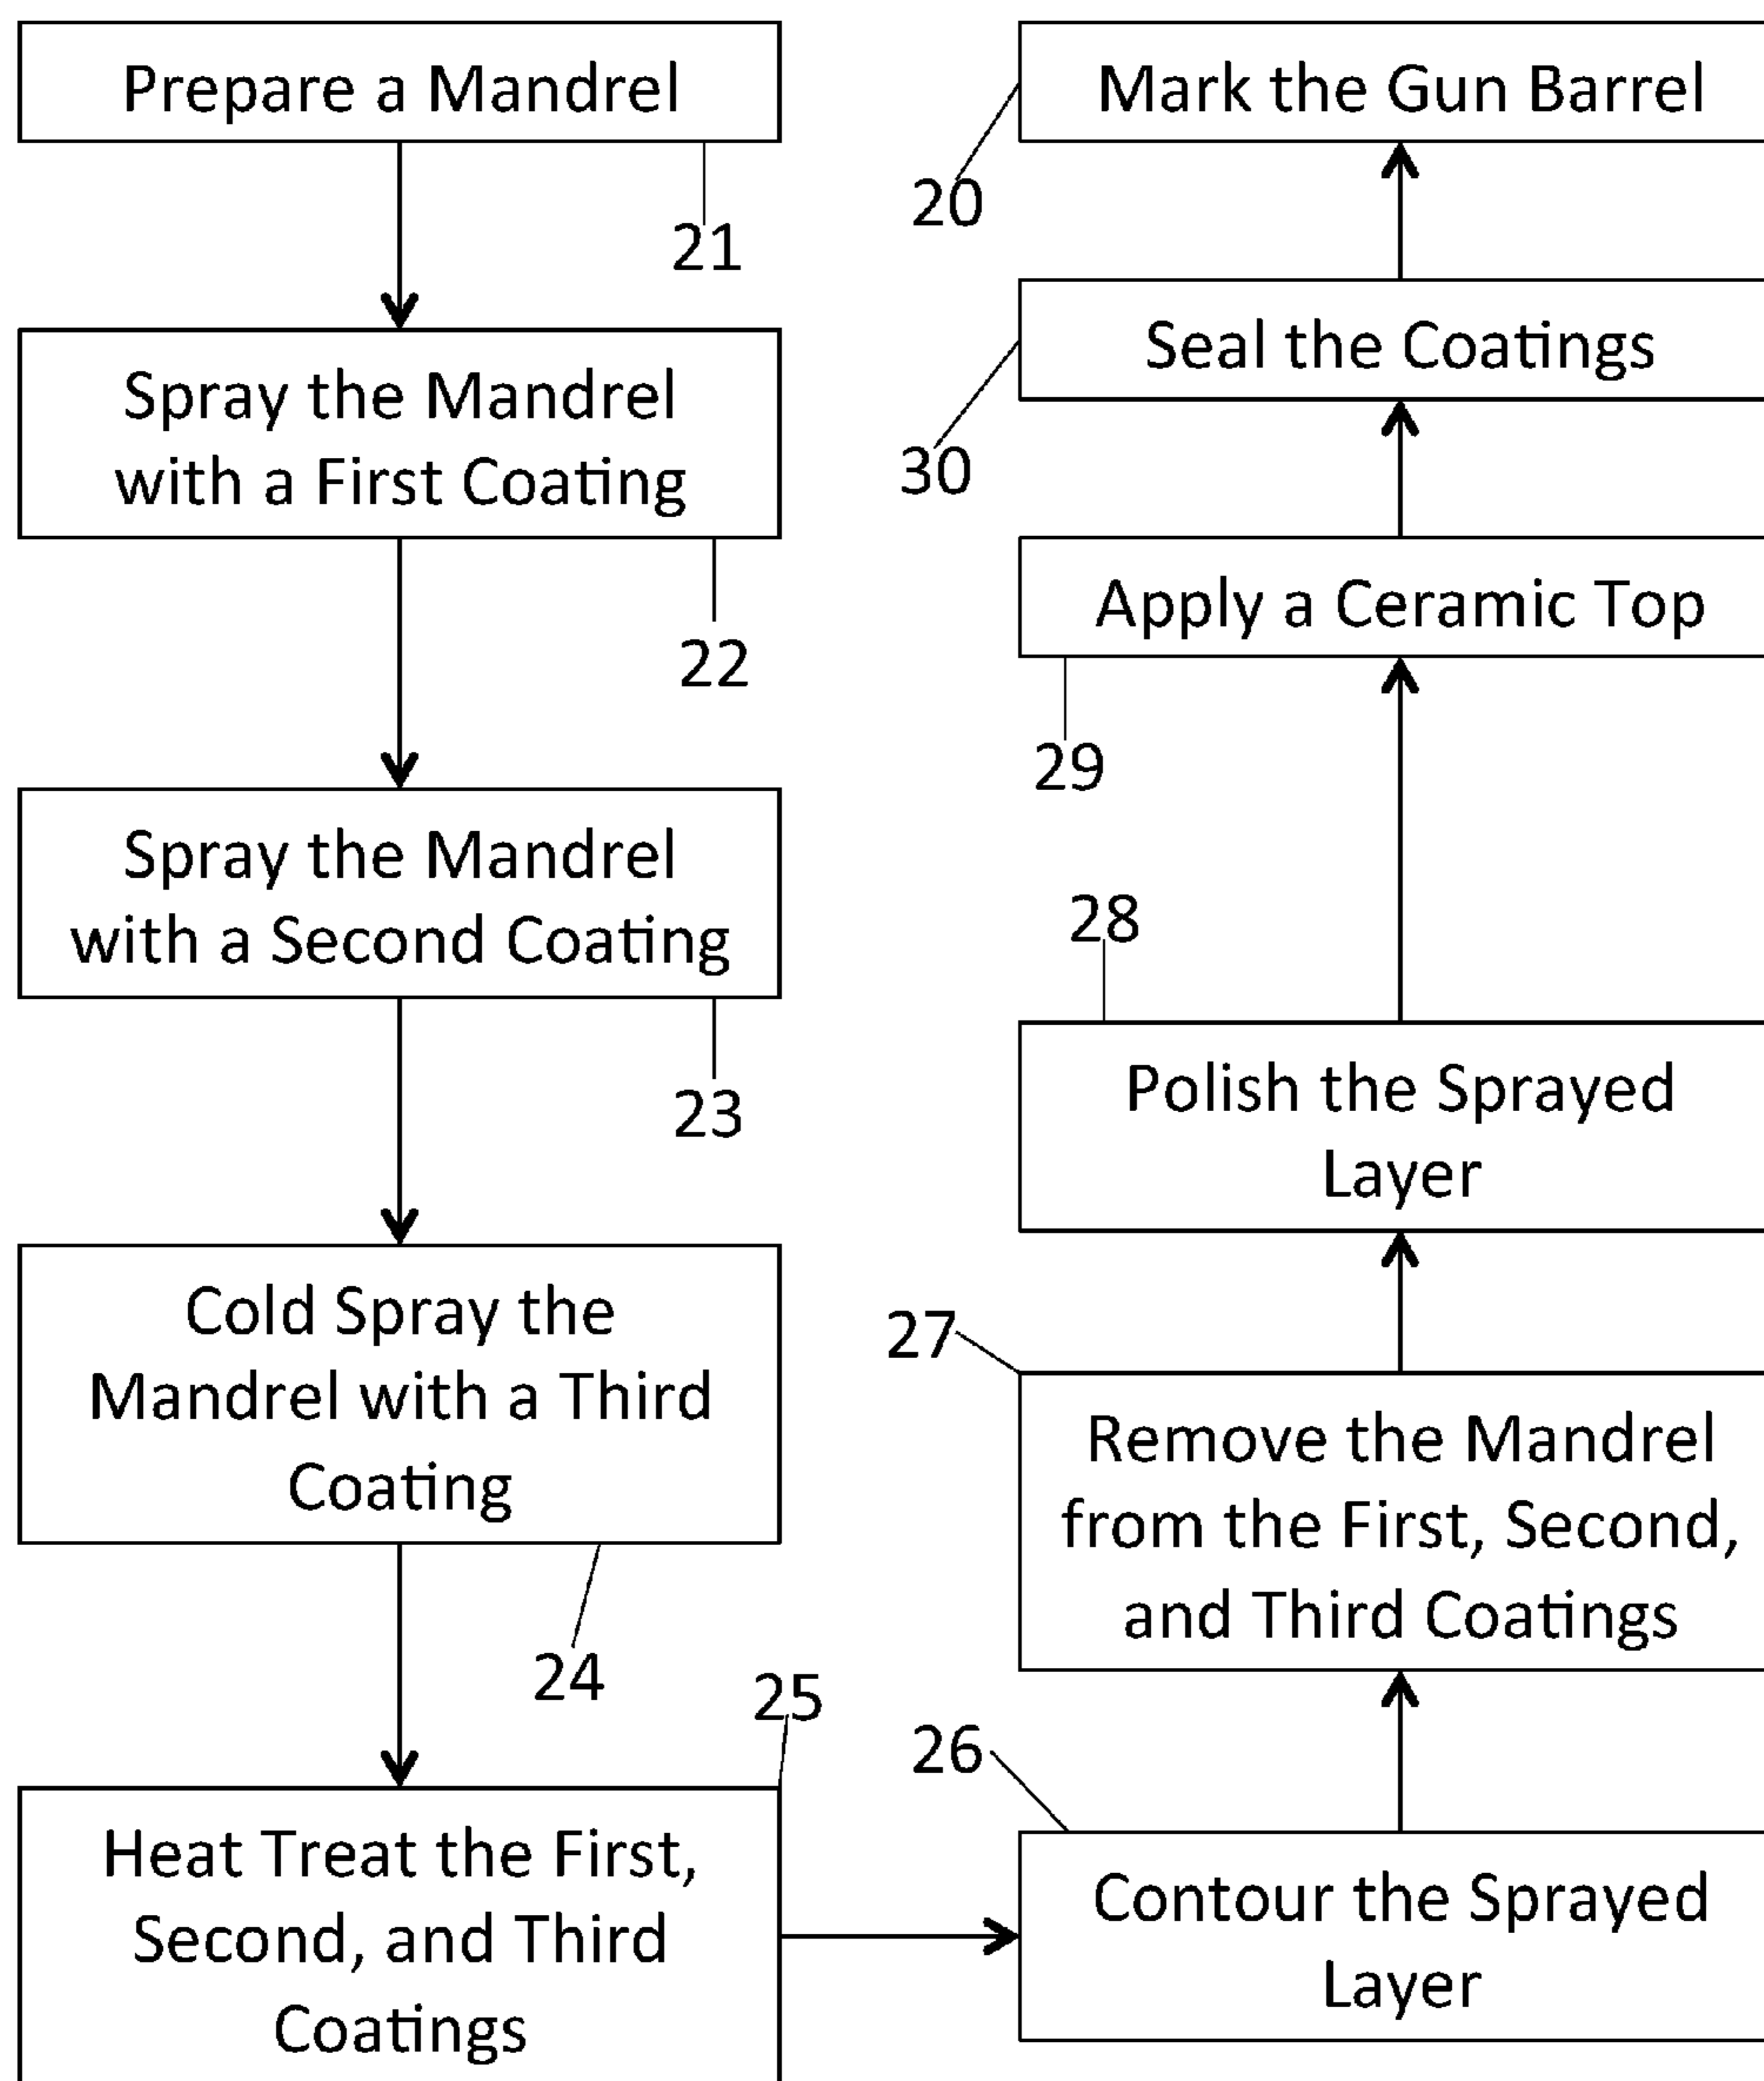 Prepare a Mandrel
21
Spray the Mandrel
with a First Coating
22
Spray the Mandrel
with a Second Coating
23
Cold Spray the
Mandrel with a Third
Coating
24
25
Heat Treat the First,
Second, and Third
Coatings
26
Contour the Sprayed
Layer
27
Remove the Mandrel
from the First, Second,
and Third Coatings
28
Polish the Sprayed
Layer
Apply a Ceramic Top
29
Seal the Coatings
30
Mark the Gun Barrel
20